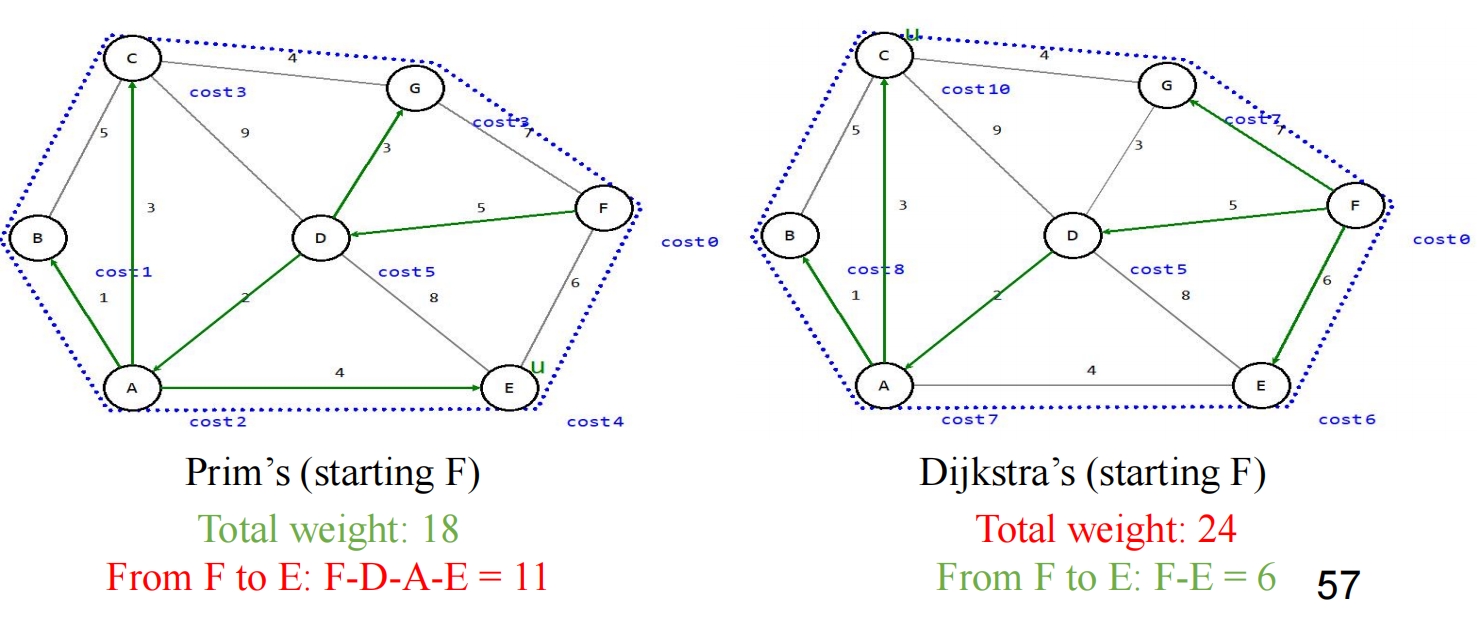 C
4
cost3
G
cost3
7
5
9
3
3
5
F
B
D
cost0
cost1
cost5
1
2
8
6
u
4
A
E
cost2
cost4
Prim's (starting F)
Total weight: 18
From F to E: F-D-A-E = 11
u
C
4
G
cost10
cost7
7
5
9
3
3
5
F
B
D
cost0
cost8
cost5
1
2
8
6
4
A
E
cost7
cost6
Dijkstra's (starting F)
Total weight: 24
From F to E: F-E = 6
57